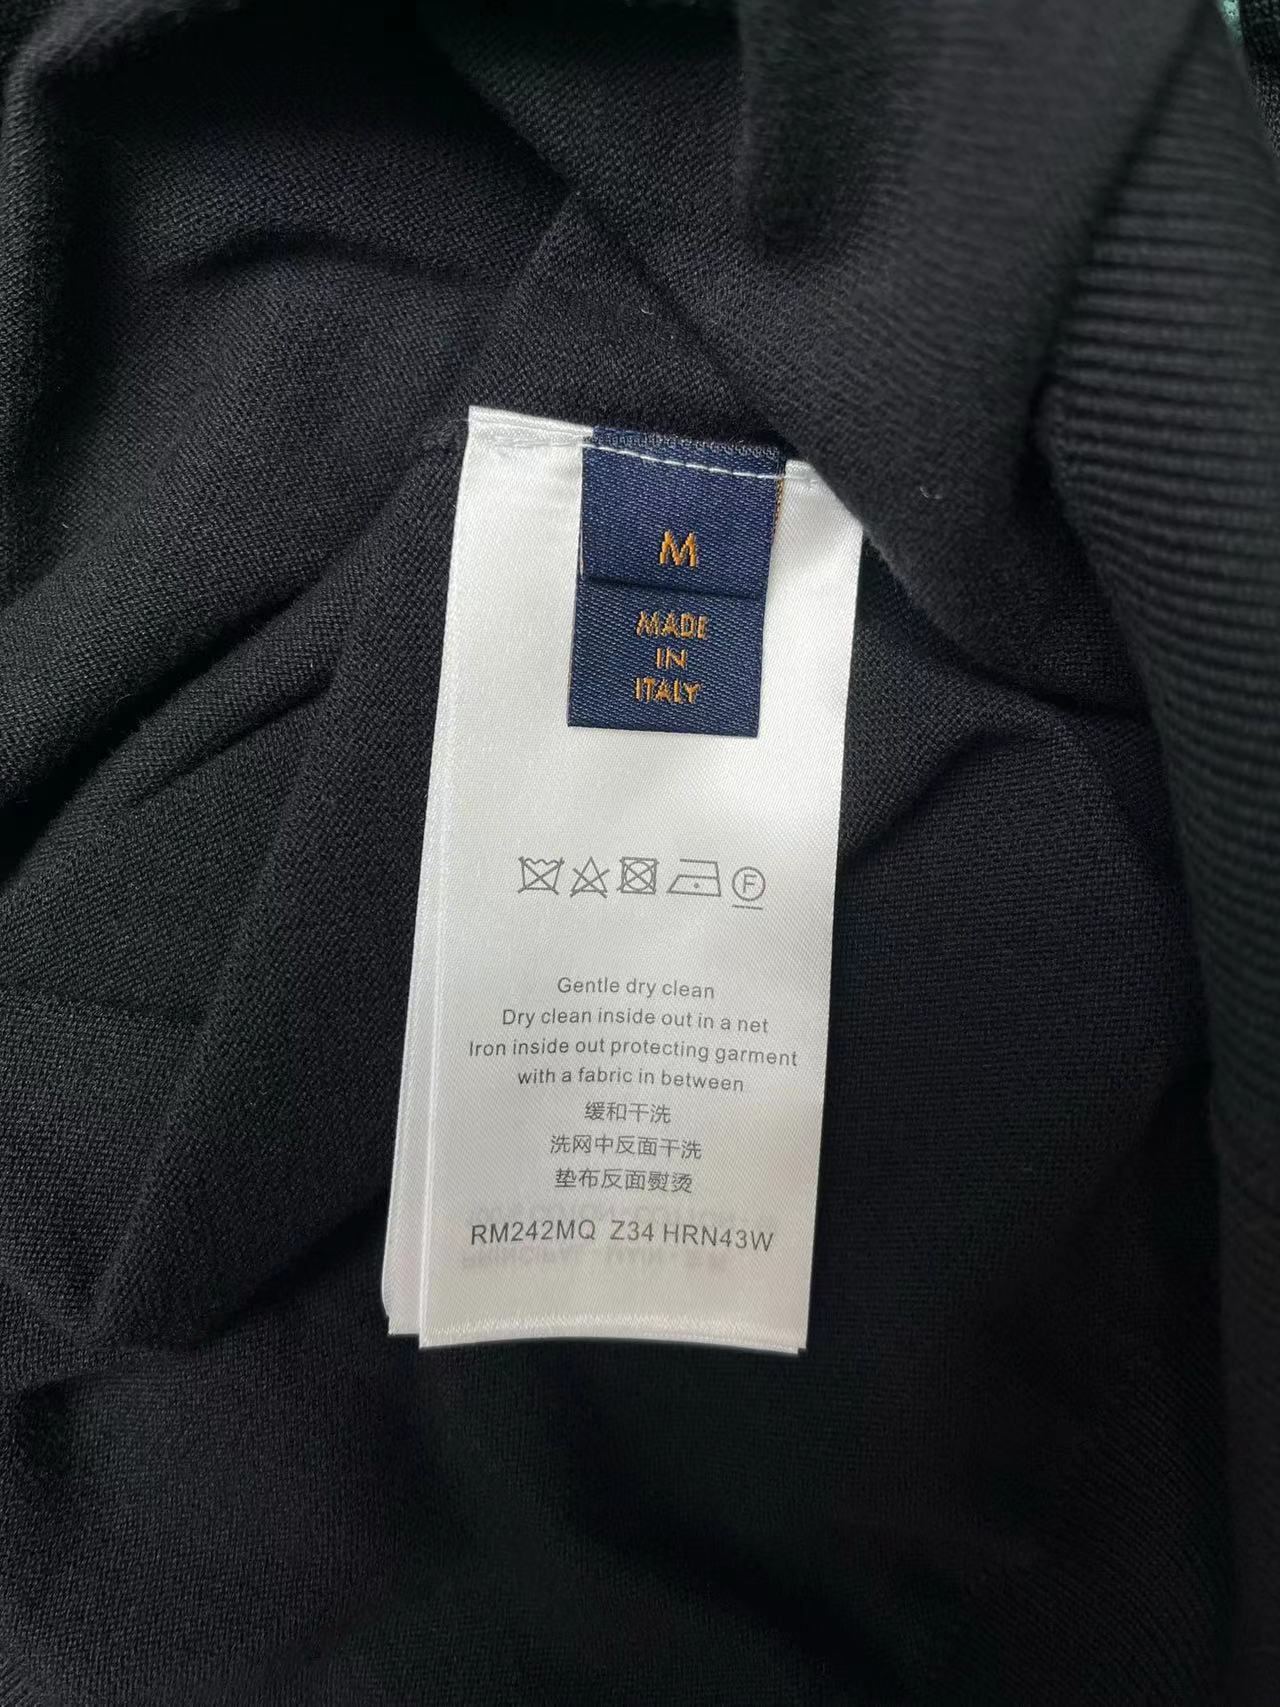 M
MADE
IN
ITALY
F
Gentle dry clean
Dry clean inside out in a net
Iron inside out protecting garment
with a fabric in between
缓和干洗
洗网中反面干洗
垫布反面熨烫
RM242MQ Z34 HRN43W